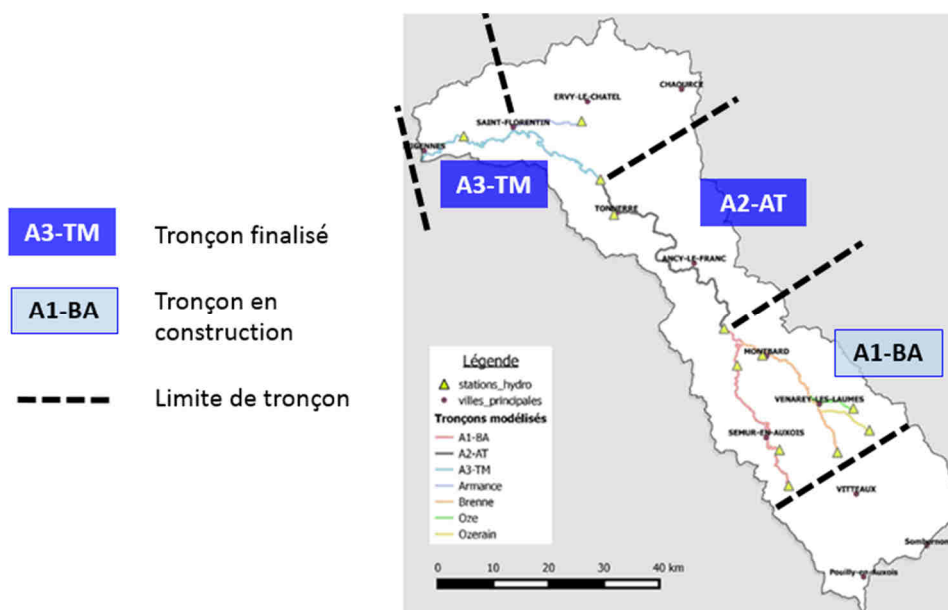 A3-TM
Tronçon finalisé
A1-BA
Tronçon en
construction
Limite de tronçon
CHAOURCE
ERVY-LE-CHATEL
SAINT-FLORENTIN
A3-TM
A2-AT
TONNERRE
ANCY-LE-FRANC
A1-BA
MONTBARD
VENAREY-LES-LAUMES
SEMUR-EN-AUXOIS
VITTEAUX
Sombernon
Pouilly-en-Auxois
Légende
stations_hydro
villes_principales
Tronçons modélisés
A1-BA
A2-AT
A3-TM
Armance
Brenne
Oze
Ozerain
0 10 20 30 40 km